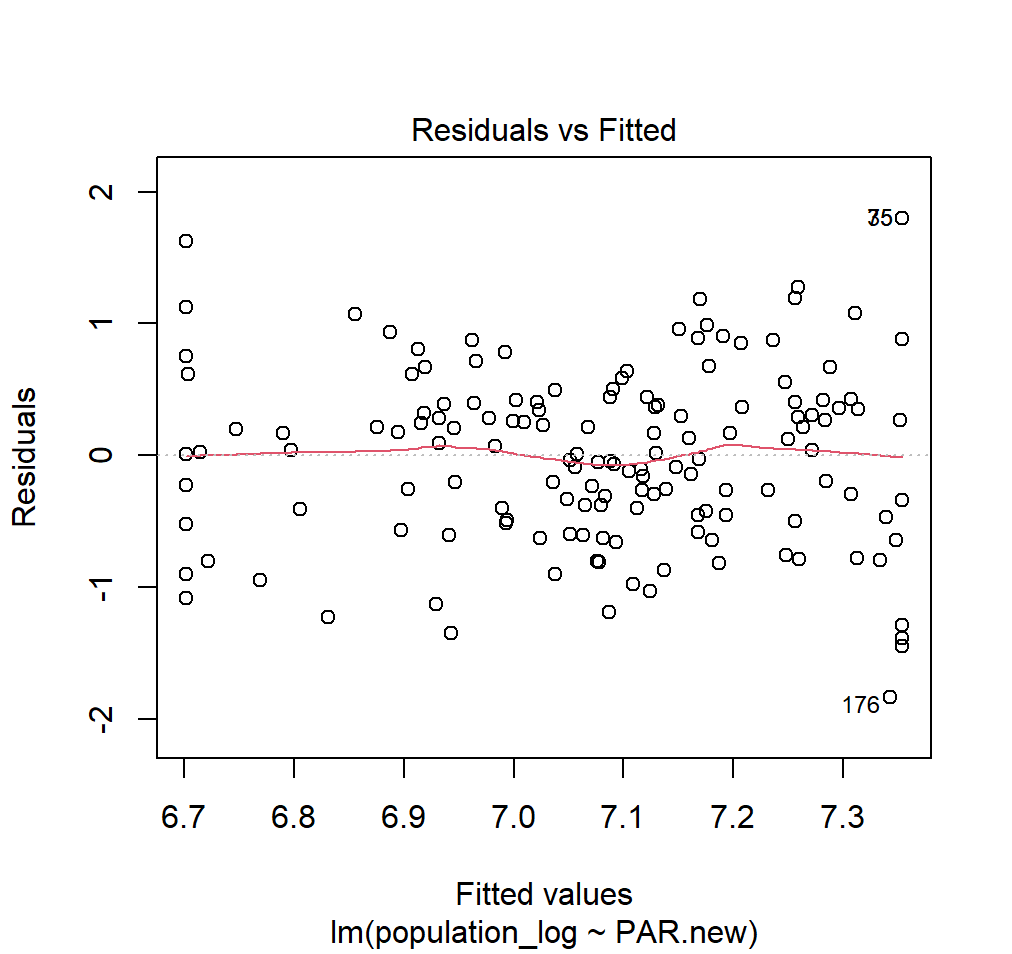 Residuals vs Fitted
Residuals
2
1
0
-1
-2
176
6.7 6.8 6.9 7.0 7.1 7.2 7.3
Fitted values
lm(population_log ~ PAR.new)